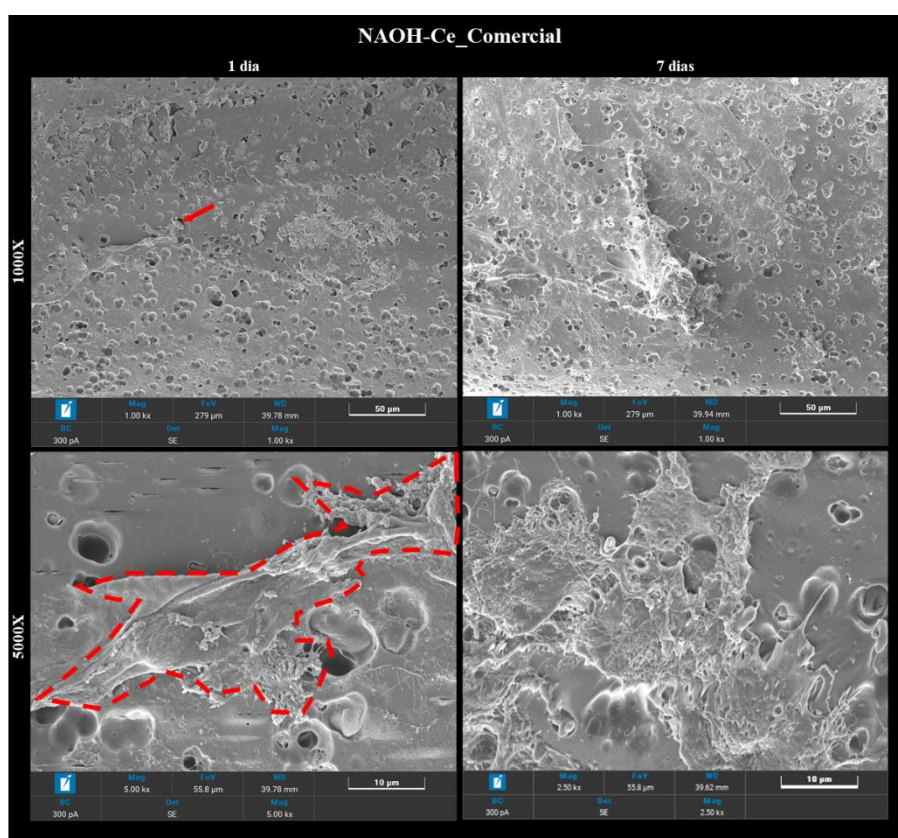 NAOH-Ce_Comercial
1 dia
7 dias
1000X
Mag FoV WD
1.00 kx 279 µm 39.78 mm
50 µm
BC Det Mag
300 pA SE 1.00 kx
Mag FoV WD
1.00 kx 279 µm 39.94 mm
50 µm
BC Det Mag
300 pA SE 1.00 kx
5000X
Mag FoV WD
5.00 kx 55.8 µm 39.78 mm
10 µm
BC Det Mag
300 pA SE 5.00 kx
Mag FoV WD
2.50 kx 55.8 µm 39.62 mm
10 µm
BC Det Mag
300 pA SE 2.50 kx